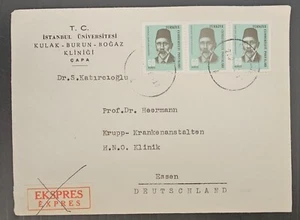 T. C.
İSTANBUL ÜNİVERSİTESİ
KULAK - BURUN - BOĞAZ
KLİNİĞİ
ÇAPA
Dr.S.Katırcıoğlu
Prof.Dr. Haermann
Krupp- Krankenanstalten
H.N.O. Klinik
Essen
DEUTSCHLAND
EKSPRES
EXPRES